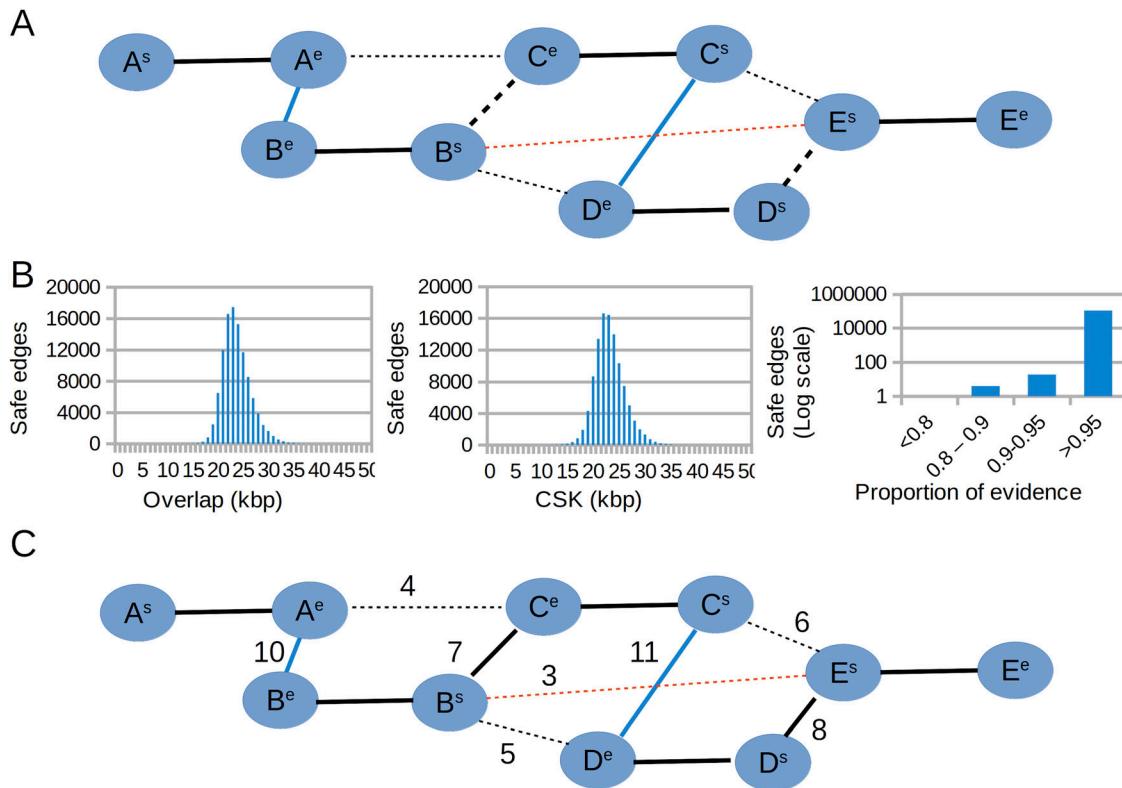 A
Aˢ Aᵉ Cᵉ Cˢ
Eˢ Eᵉ
Bᵉ Bˢ
Dᵉ Dˢ
B
20000
16000
12000
8000
4000
0
Safe edges
0 5 10 15 20 25 30 35 40 45 50
Overlap (kbp)
20000
16000
12000
8000
4000
0
Safe edges
0 5 10 15 20 25 30 35 40 45 50
CSK (kbp)
1000000
10000
100
1
Safe edges
(Log scale)
<0.8
0.8 – 0.9
0.9-0.95
>0.95
Proportion of evidence
C
4
Aˢ Aᵉ Cᵉ Cˢ
6
10 7 3 11
Eˢ Eᵉ
Bᵉ Bˢ
5 8
Dᵉ Dˢ